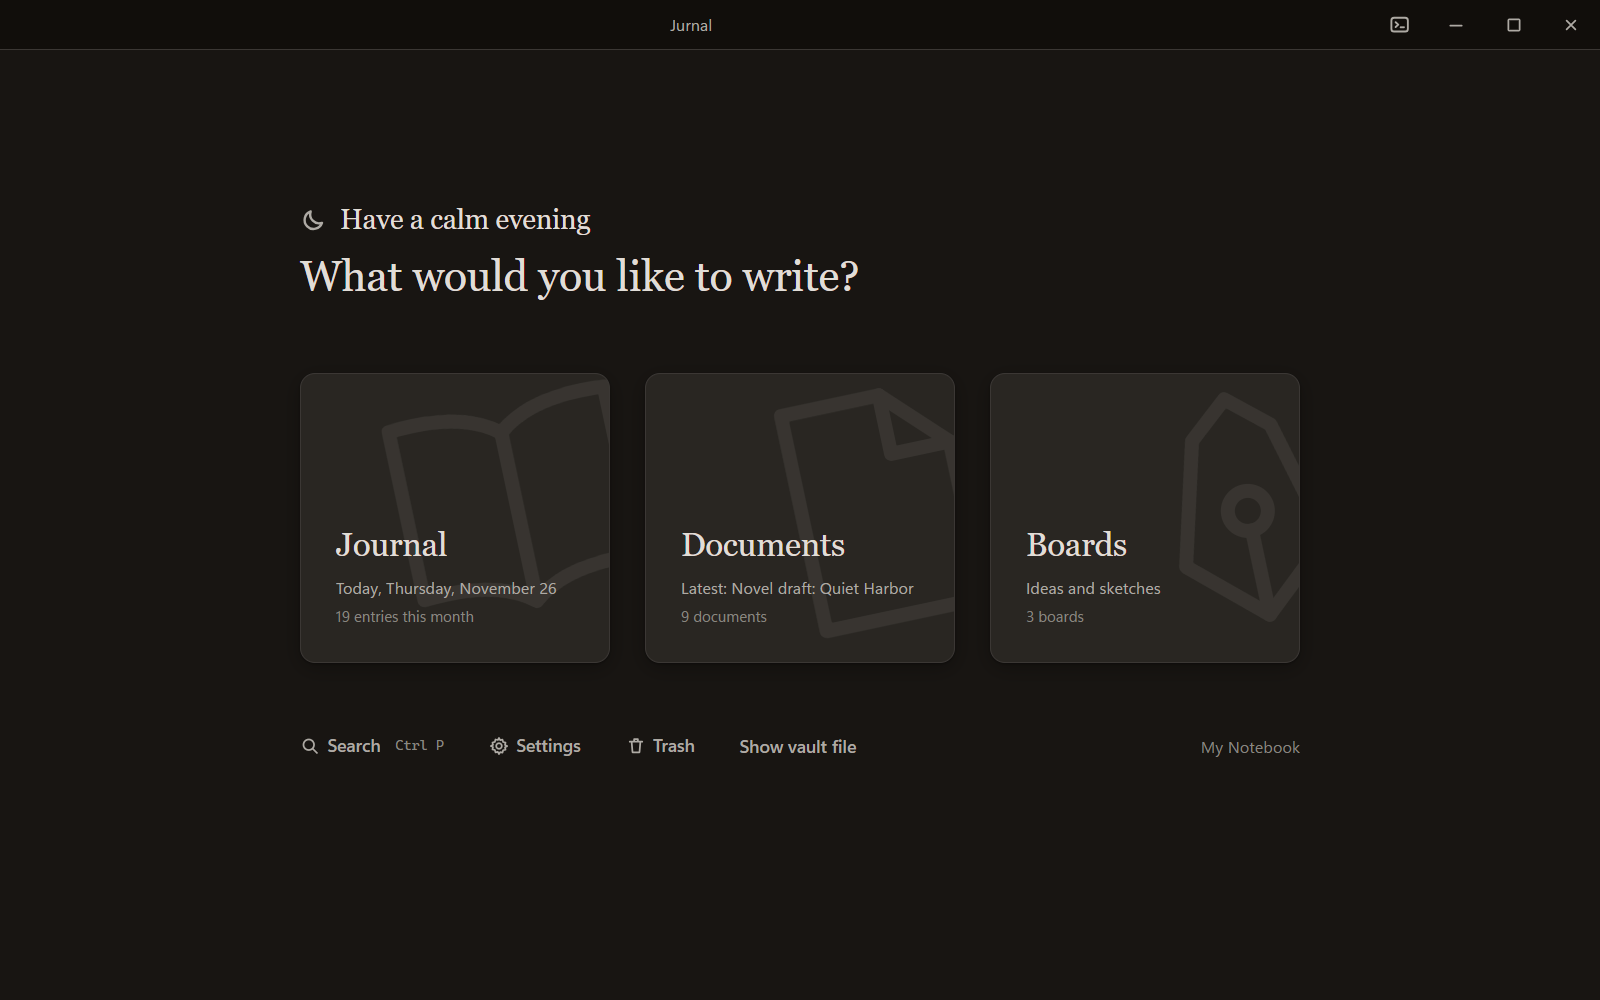 Jurnal
Have a calm evening
What would you like to write?
Journal
Today, Thursday, November 26
19 entries this month
Documents
Latest: Novel draft: Quiet Harbor
9 documents
Boards
Ideas and sketches
3 boards
Search Ctrl P Settings Trash Show vault file My Notebook